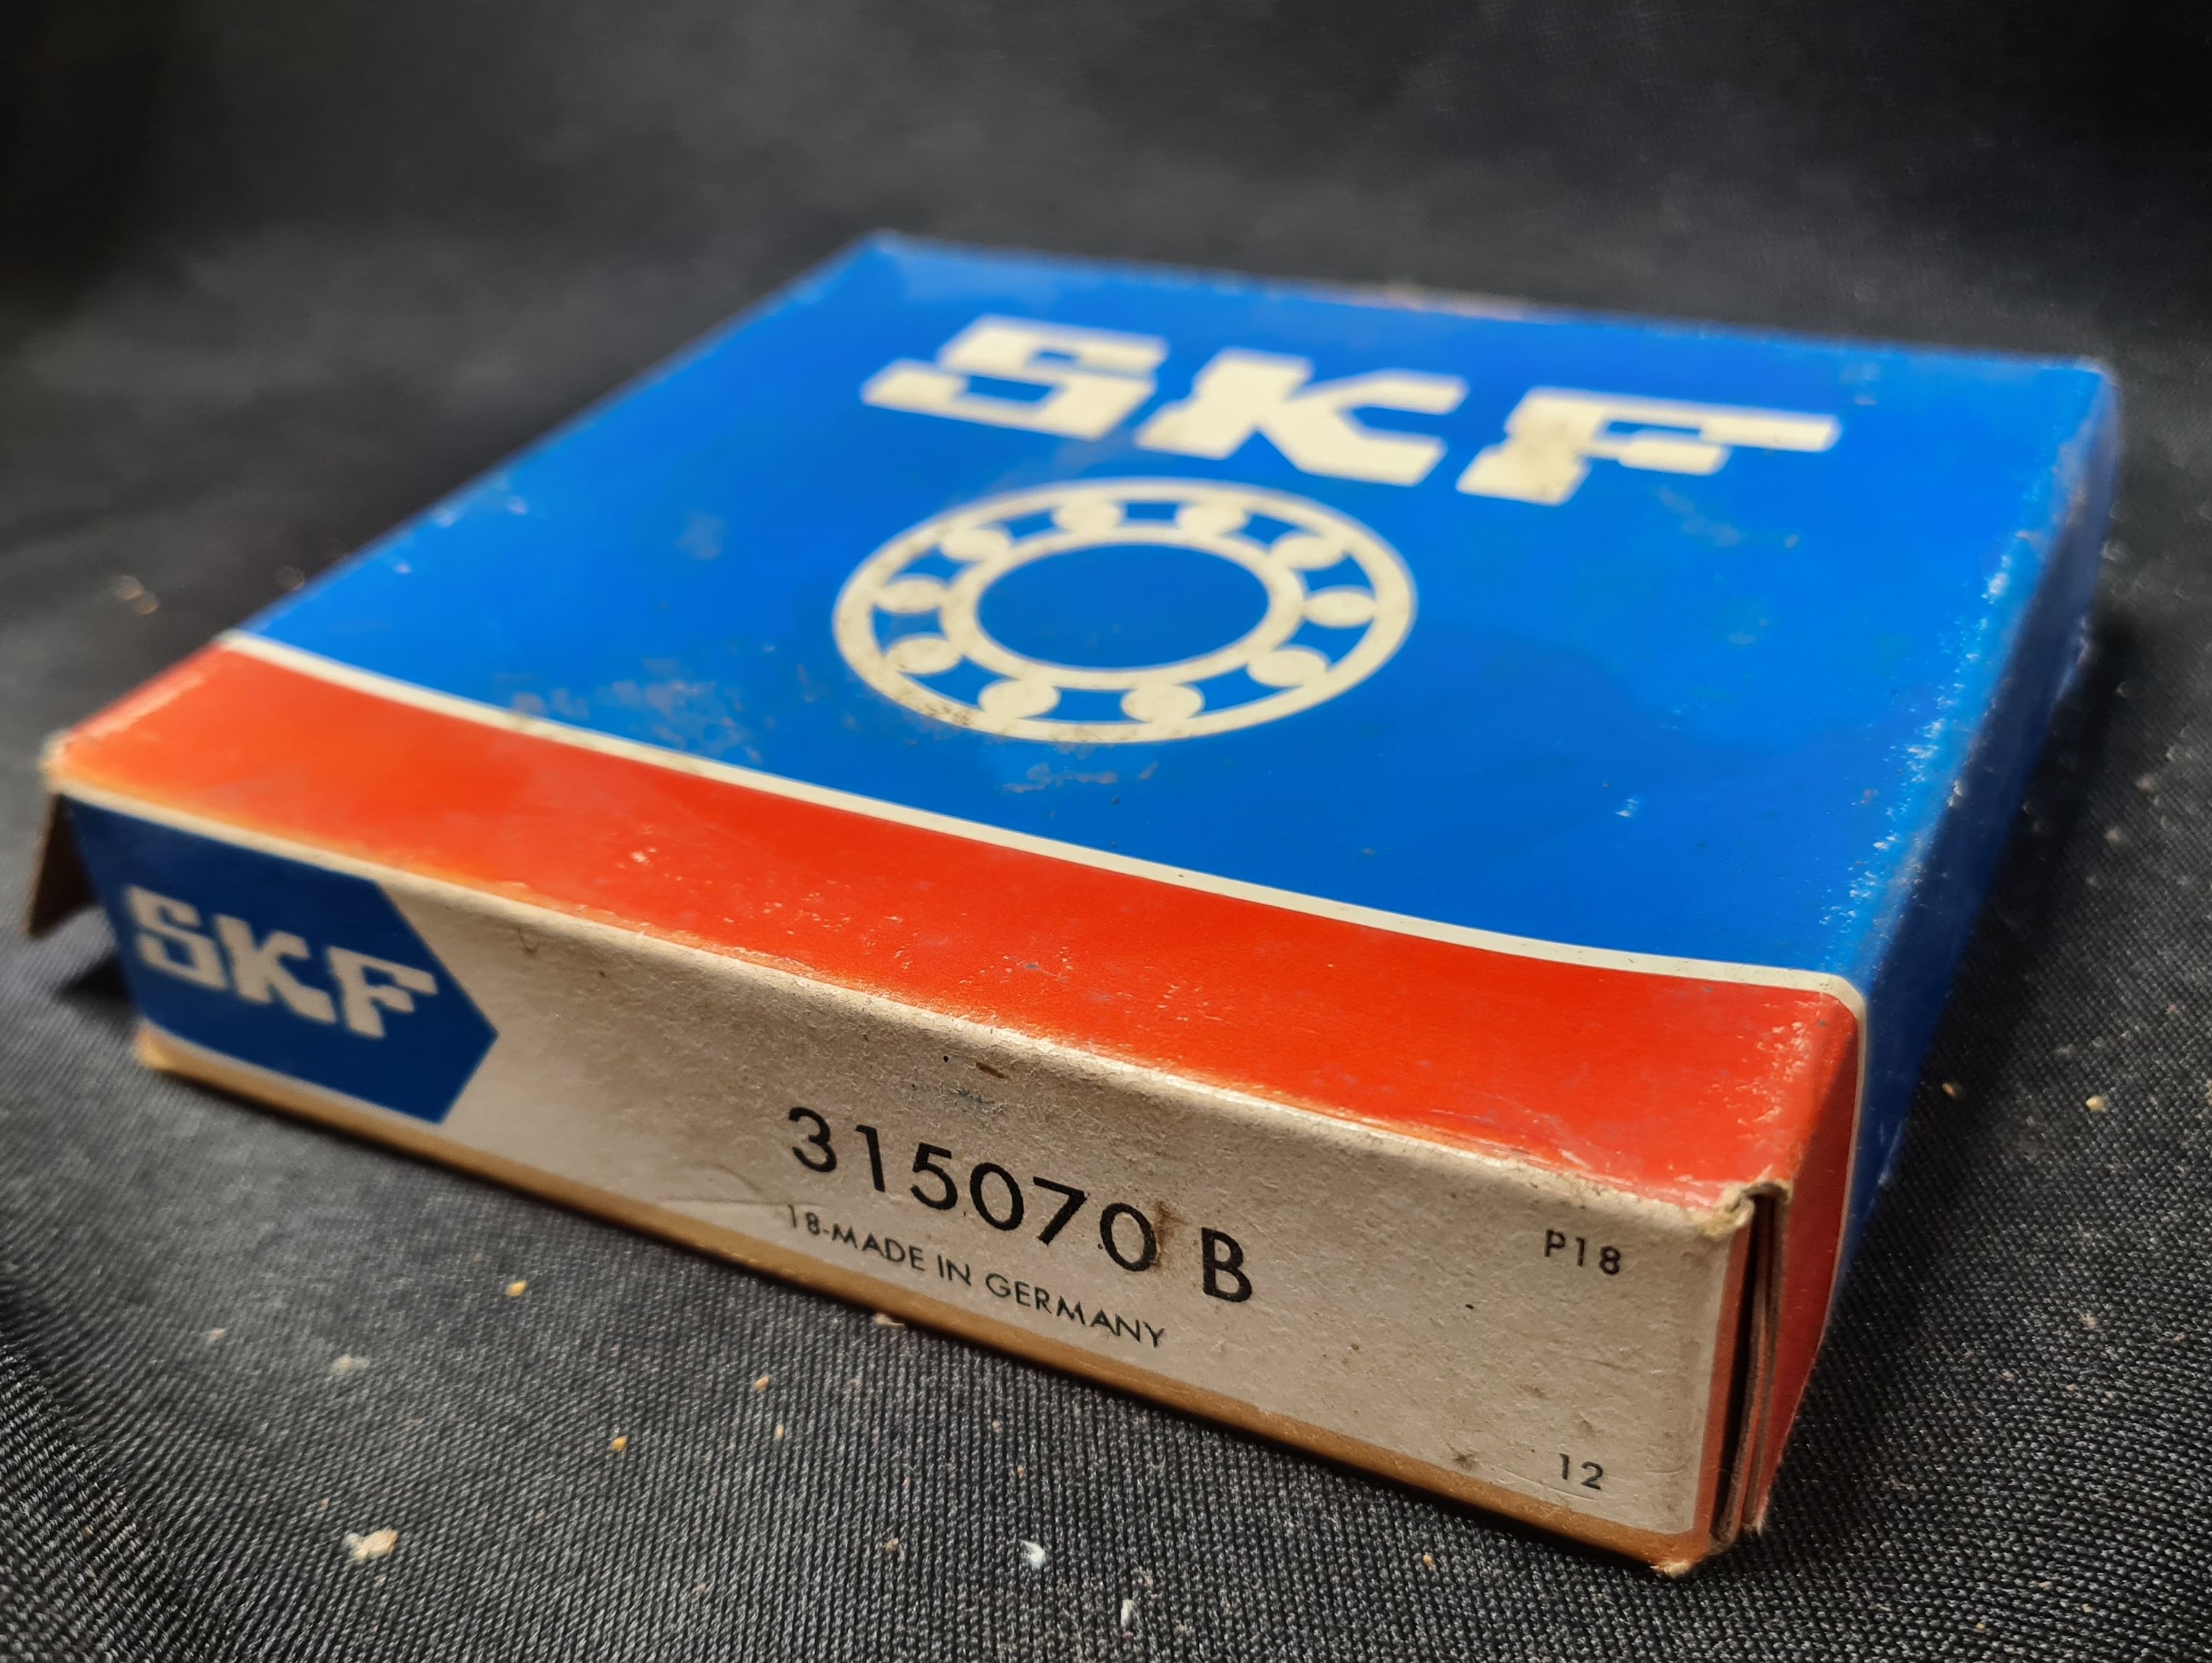 SKF
SKF
315070 B
18-MADE IN GERMANY
P18
12